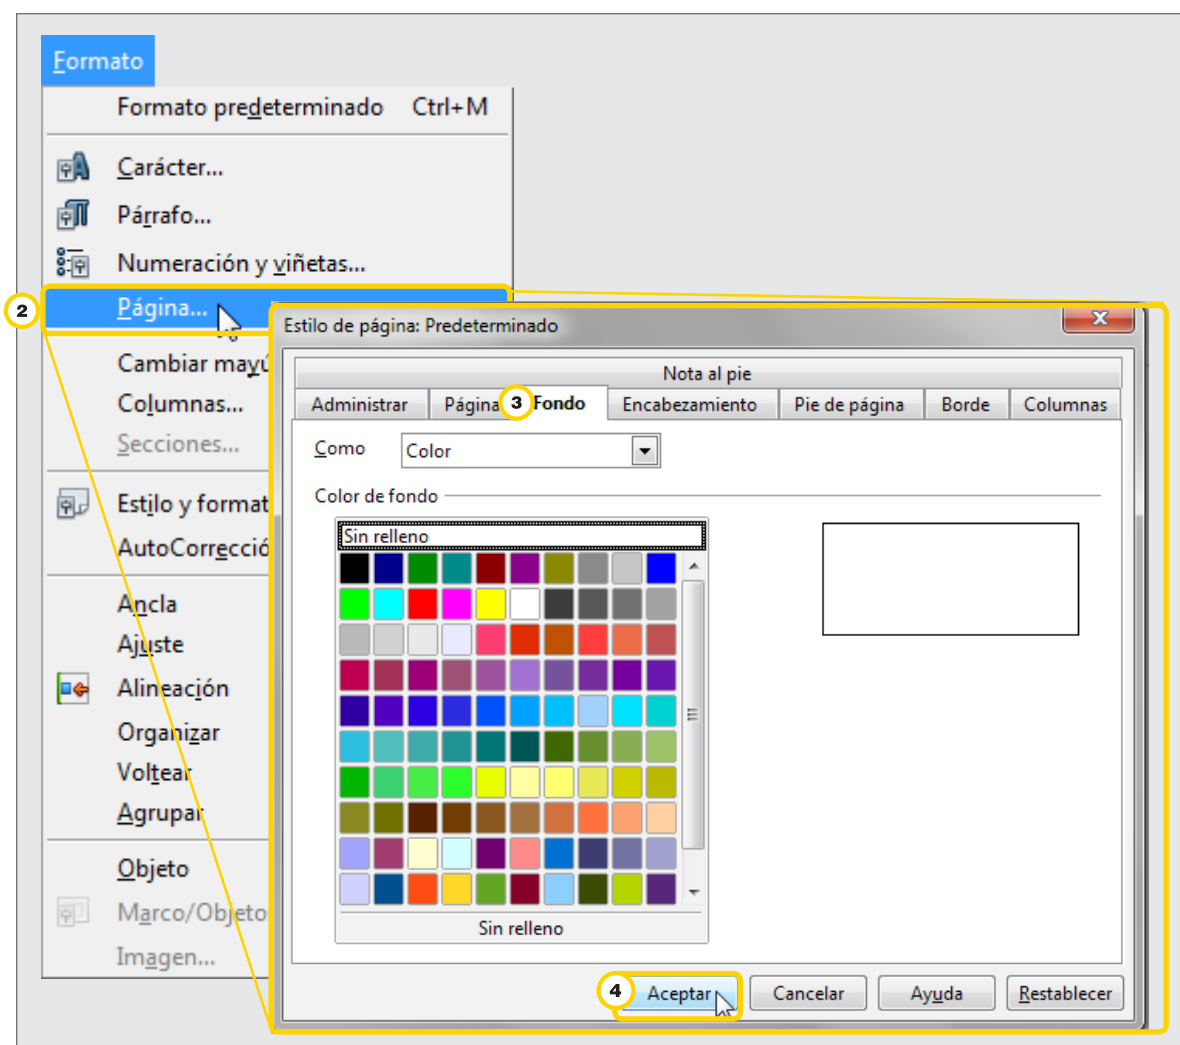 Formato
Formato predeterminado Ctrl+M
Carácter...
Párrafo...
Numeración y viñetas...
2
Página...
Cambiar mayú
Columnas...
Secciones...
Estilo y format
AutoCorrecció
Ancla
Ajuste
Alineación
Organizar
Voltear
Agrupar
Objeto
Marco/Objeto
Imagen...
Estilo de página: Predeterminado
X
Nota al pie
Administrar Página 3 Fondo Encabezamiento Pie de página Borde Columnas
Como Color
Color de fondo
Sin relleno
Sin relleno
4 Aceptar Cancelar Ayuda Restablecer